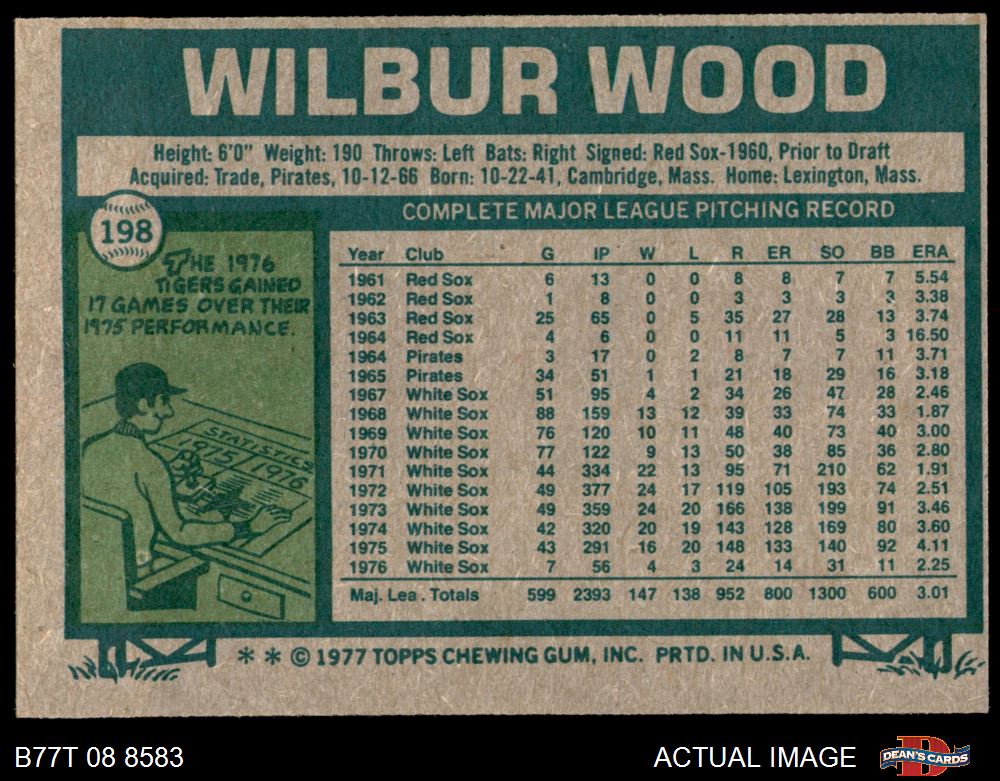 WILBUR WOOD
Height: 6'0" Weight: 190 Throws: Left Bats: Right Signed: Red Sox-1960, Prior to Draft
Acquired: Trade, Pirates, 10-12-66 Born: 10-22-41, Cambridge, Mass. Home: Lexington, Mass.
198
THE 1976
TIGERS GAINED
17 GAMES OVER THEIR
1975 PERFORMANCE.
STATISTICS
1975 1976
COMPLETE MAJOR LEAGUE PITCHING RECORD
Year Club G IP W L R ER SO BB ERA
1961 Red Sox 6 13 0 0 8 8 7 7 5.54
1962 Red Sox 1 8 0 0 3 3 3 3 3.38
1963 Red Sox 25 65 0 5 35 27 28 13 3.74
1964 Red Sox 4 6 0 0 11 11 5 3 16.50
1964 Pirates 3 17 0 2 8 7 7 11 3.71
1965 Pirates 34 51 1 1 21 18 29 16 3.18
1967 White Sox 51 95 4 2 34 26 47 28 2.46
1968 White Sox 88 159 13 12 39 33 74 33 1.87
1969 White Sox 76 120 10 11 48 40 73 40 3.00
1970 White Sox 77 122 9 13 50 38 85 36 2.80
1971 White Sox 44 334 22 13 95 71 210 62 1.91
1972 White Sox 49 377 24 17 119 105 193 74 2.51
1973 White Sox 49 359 24 20 166 138 199 91 3.46
1974 White Sox 42 320 20 19 143 128 169 80 3.60
1975 White Sox 43 291 16 20 148 133 140 92 4.11
1976 White Sox 7 56 4 3 24 14 31 11 2.25
Maj. Lea. Totals 599 2393 147 138 952 800 1300 600 3.01
* * © 1977 TOPPS CHEWING GUM, INC. PRTD. IN U.S.A.
B77T 08 8583
ACTUAL IMAGE
DEAN'S CARDS